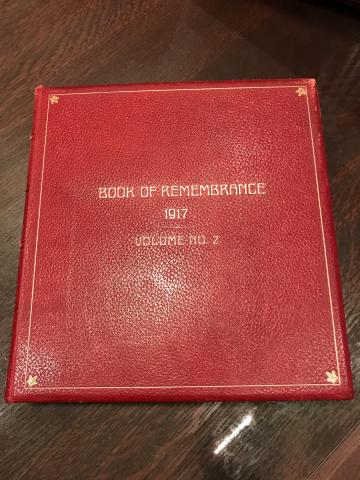 BOOK OF REMEMBRANCE
1917
VOLUME NO. 2